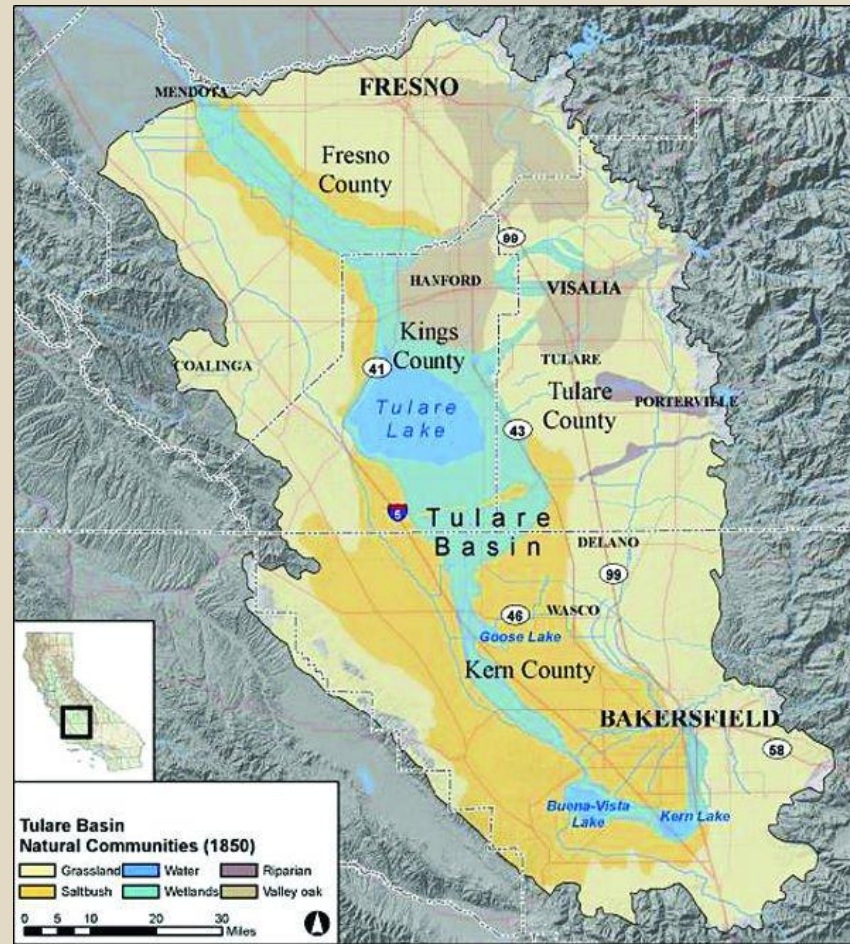 MENDOTA
FRESNO
Fresno
County
99
HANFORD
VISALIA
Kings
County
COALINGA
41
TULARE
Tulare
County
PORTERVILLE
Tulare
Lake
43
5
Tulare
Basin
DELANO
99
46
WASCO
Goose Lake
Kern County
BAKERSFIELD
58
Buena-Vista
Lake
Kern Lake
Tulare Basin
Natural Communities (1850)
Grassland Water Riparian
Saltbush Wetlands Valley oak
0 5 10 20 30
Miles